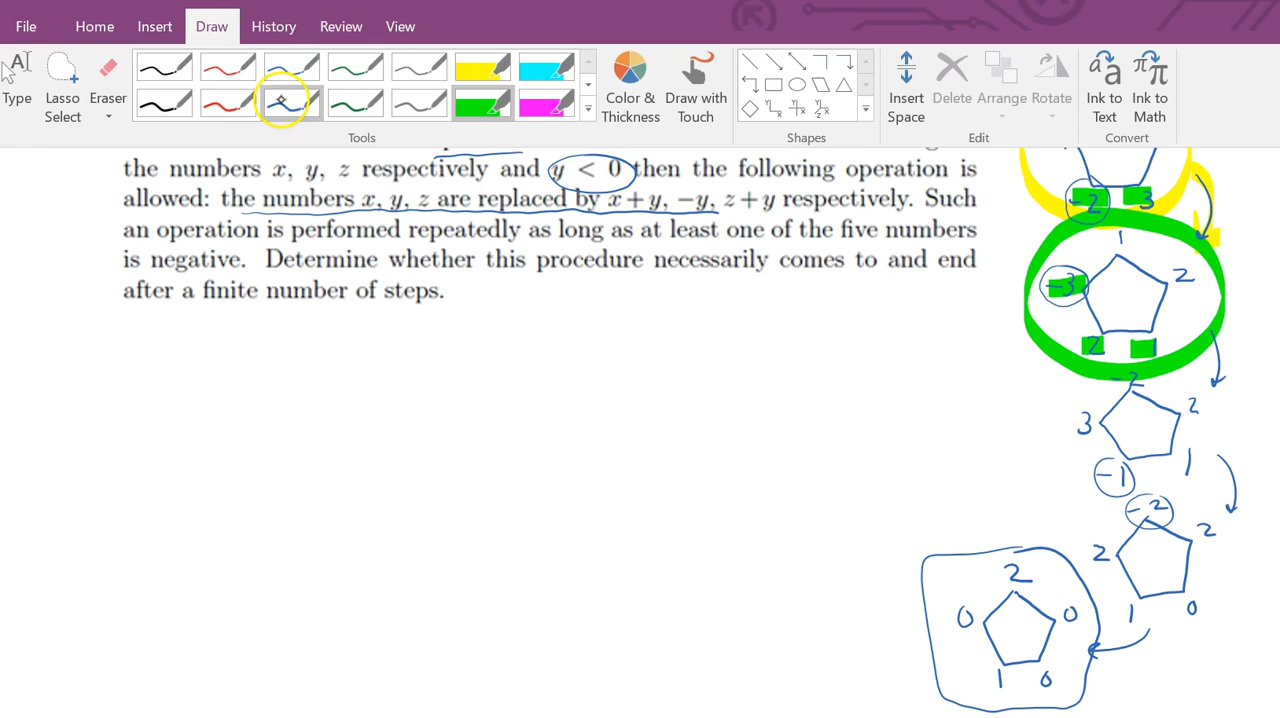 File Home Insert Draw History Review View
Type
Lasso Select
Eraser
Color & Thickness
Draw with Touch
Insert Space
Delete
Arrange
Rotate
Ink to Text
Ink to Math
Tools
Shapes
Edit
Convert
the numbers x, y, z respectively and y < 0 then the following operation is
allowed: the numbers x, y, z are replaced by x + y, −y, z + y respectively. Such
an operation is performed repeatedly as long as at least one of the five numbers
is negative. Determine whether this procedure necessarily comes to and end
after a finite number of steps.
-2 3
1
-3 2
2 1
-2
3 2
-1 1
-2
2 2
1 0
2
0 0
1 0